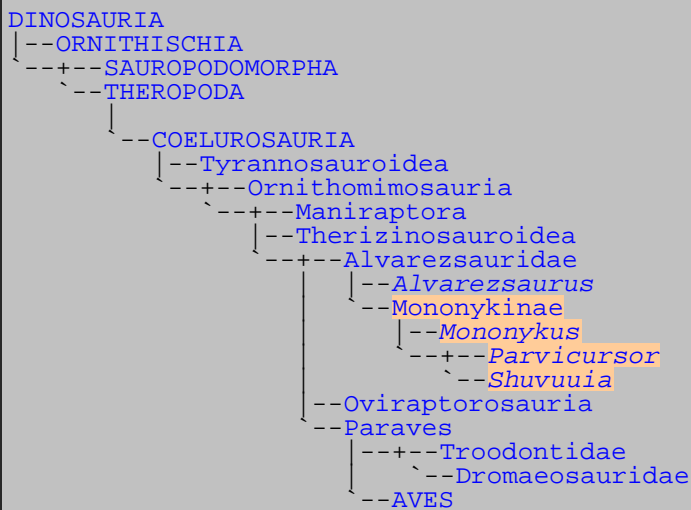 DINOSAURIA
|--ORNITHISCHIA
`--+--SAUROPODOMORPHA
   `--THEROPODA
      |
      `--COELUROSAURIA
         |--Tyrannosauroidea
         `--+--Ornithomimosauria
            `--+--Maniraptora
               |--Therizinosauroidea
               `--+--Alvarezsauridae
                  |  |--Alvarezsaurus
                  |  `--Mononykinae
                  |     |--Mononykus
                  |     `--+--Parvicursor
                  |        `--Shuvuuia
                  |--Oviraptorosauria
                  `--Paraves
                     |--+--Troodontidae
                     |  `--Dromaeosauridae
                     `--AVES